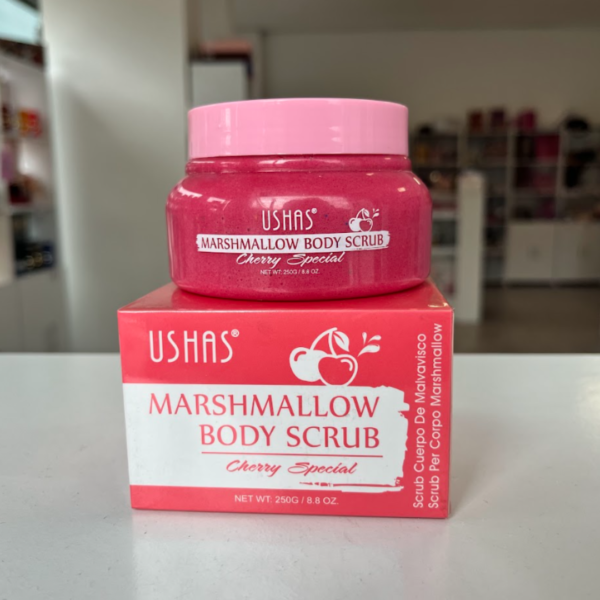 USHAS®
MARSHMALLOW BODY SCRUB
Cherry Special
NET WT: 250G / 8.8 OZ.
USHAS®
MARSHMALLOW
BODY SCRUB
Cherry Special
NET WT: 250G / 8.8 OZ.
Scrub Cuerpo De Malvavisco
Scrub Per Corpo Marshmallow